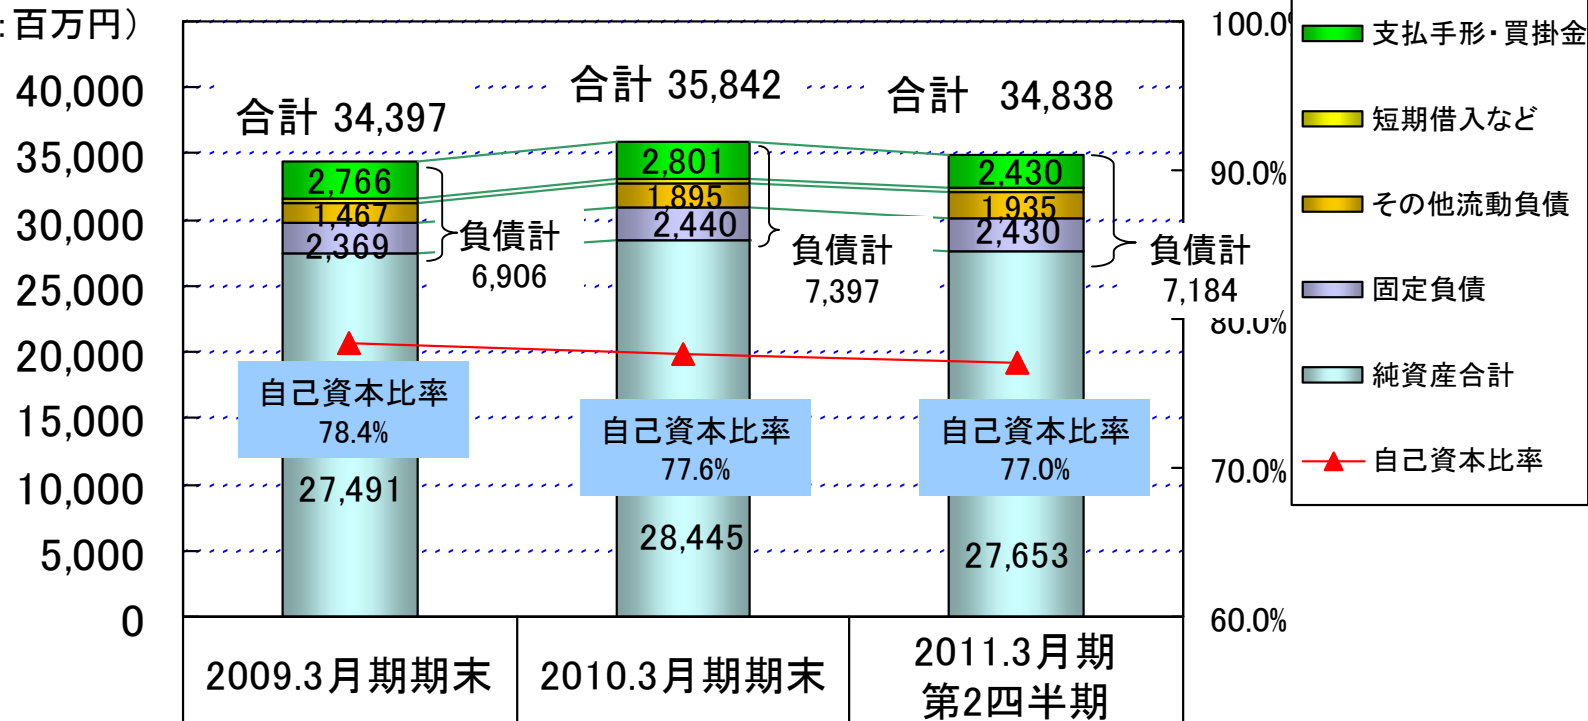 :百万円）
40,000
35,000
30,000
25,000
20,000
15,000
10,000
5,000
0
合計 34,397
合計 35,842
合計 34,838
2,766
1,467
2,369
27,491
2,801
1,895
2,440
28,445
2,430
1,935
2,430
27,653
負債計
6,906
負債計
7,397
負債計
7,184
自己資本比率
78.4%
自己資本比率
77.6%
自己資本比率
77.0%
100.0%
90.0%
80.0%
70.0%
60.0%
2009.3月期期末
2010.3月期期末
2011.3月期
第2四半期
支払手形・買掛金
短期借入など
その他流動負債
固定負債
純資産合計
自己資本比率